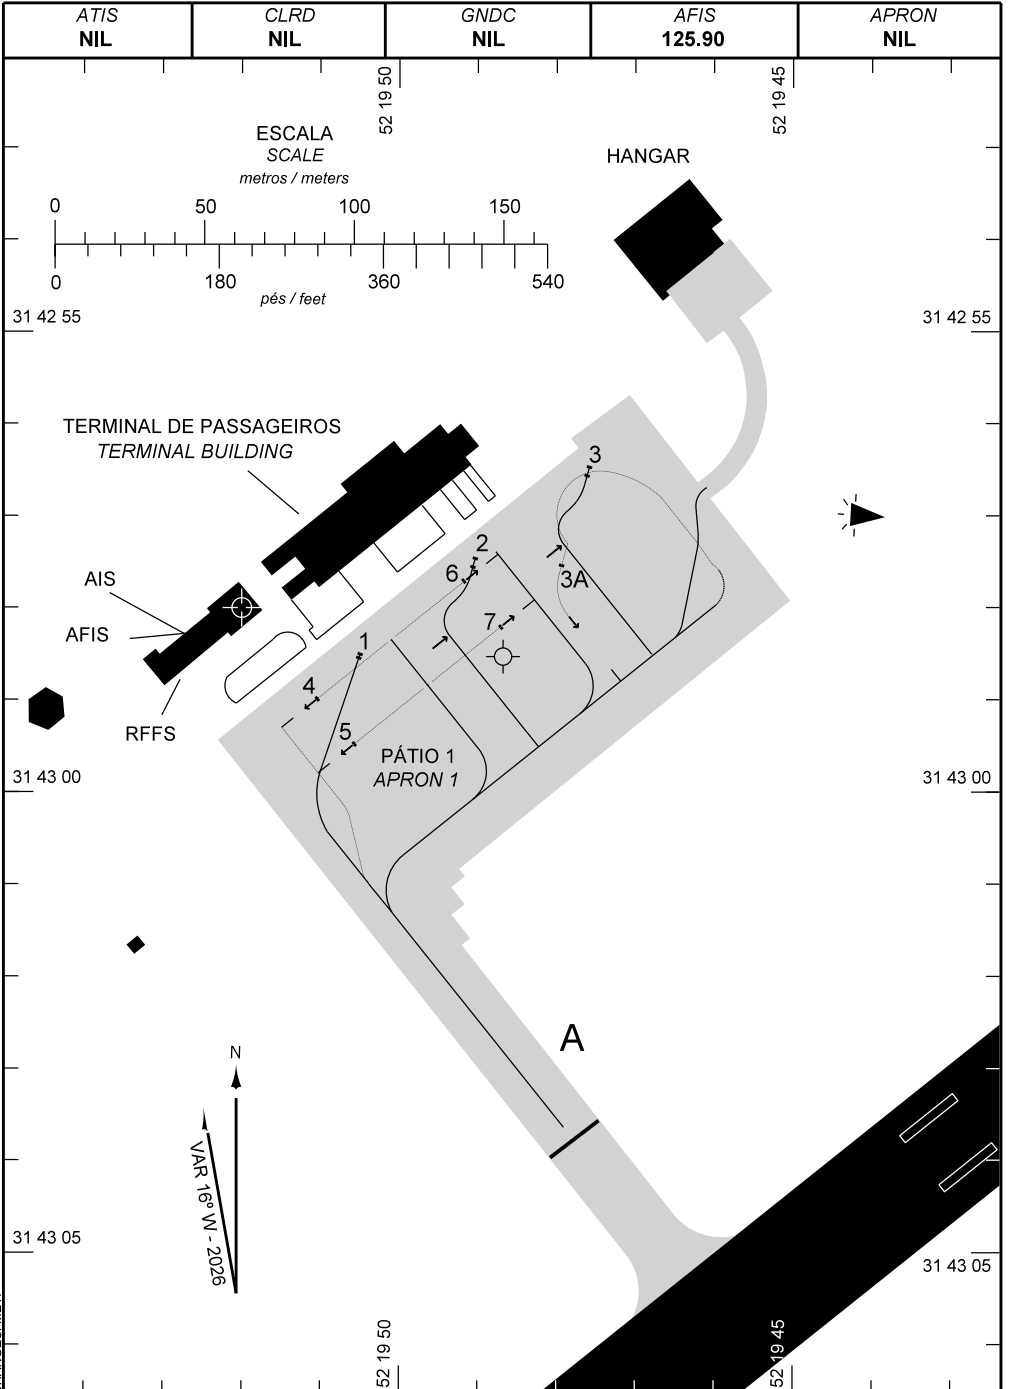 ATIS
NIL
CLRD
NIL
GNDC
NIL
AFIS
125.90
APRON
NIL
52 19 50
52 19 45
ESCALA
SCALE
metros / meters
0 50 100 150
0 180 360 540
pés / feet
HANGAR
31 42 55
31 42 55
TERMINAL DE PASSAGEIROS
TERMINAL BUILDING
3
2
6
3A
7
AIS
AFIS
1
4
5
RFFS
PÁTIO 1
APRON 1
31 43 00
31 43 00
A
N
VAR 16º W - 2026
31 43 05
31 43 05
52 19 50
52 19 45